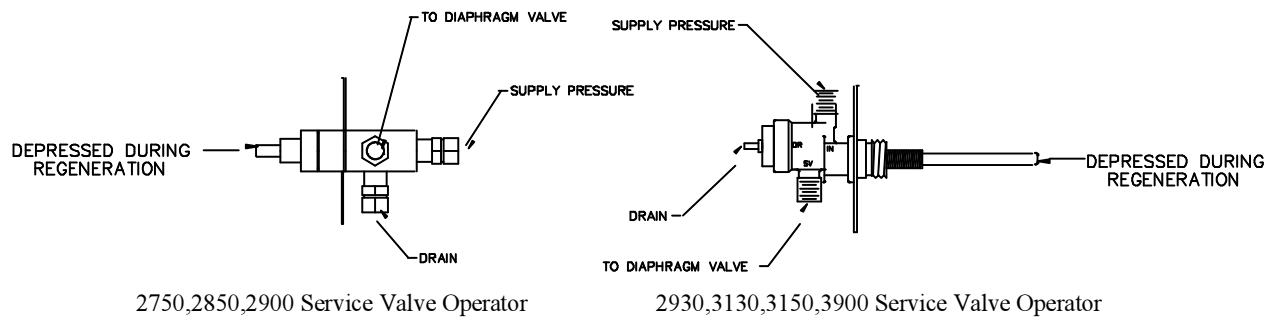 TO DIAPHRAGM VALVE
SUPPLY PRESSURE
DEPRESSED DURING
REGENERATION
DRAIN
2750,2850,2900 Service Valve Operator
SUPPLY PRESSURE
DR
IN
SV
DEPRESSED DURING
REGENERATION
DRAIN
TO DIAPHRAGM VALVE
2930,3130,3150,3900 Service Valve Operator